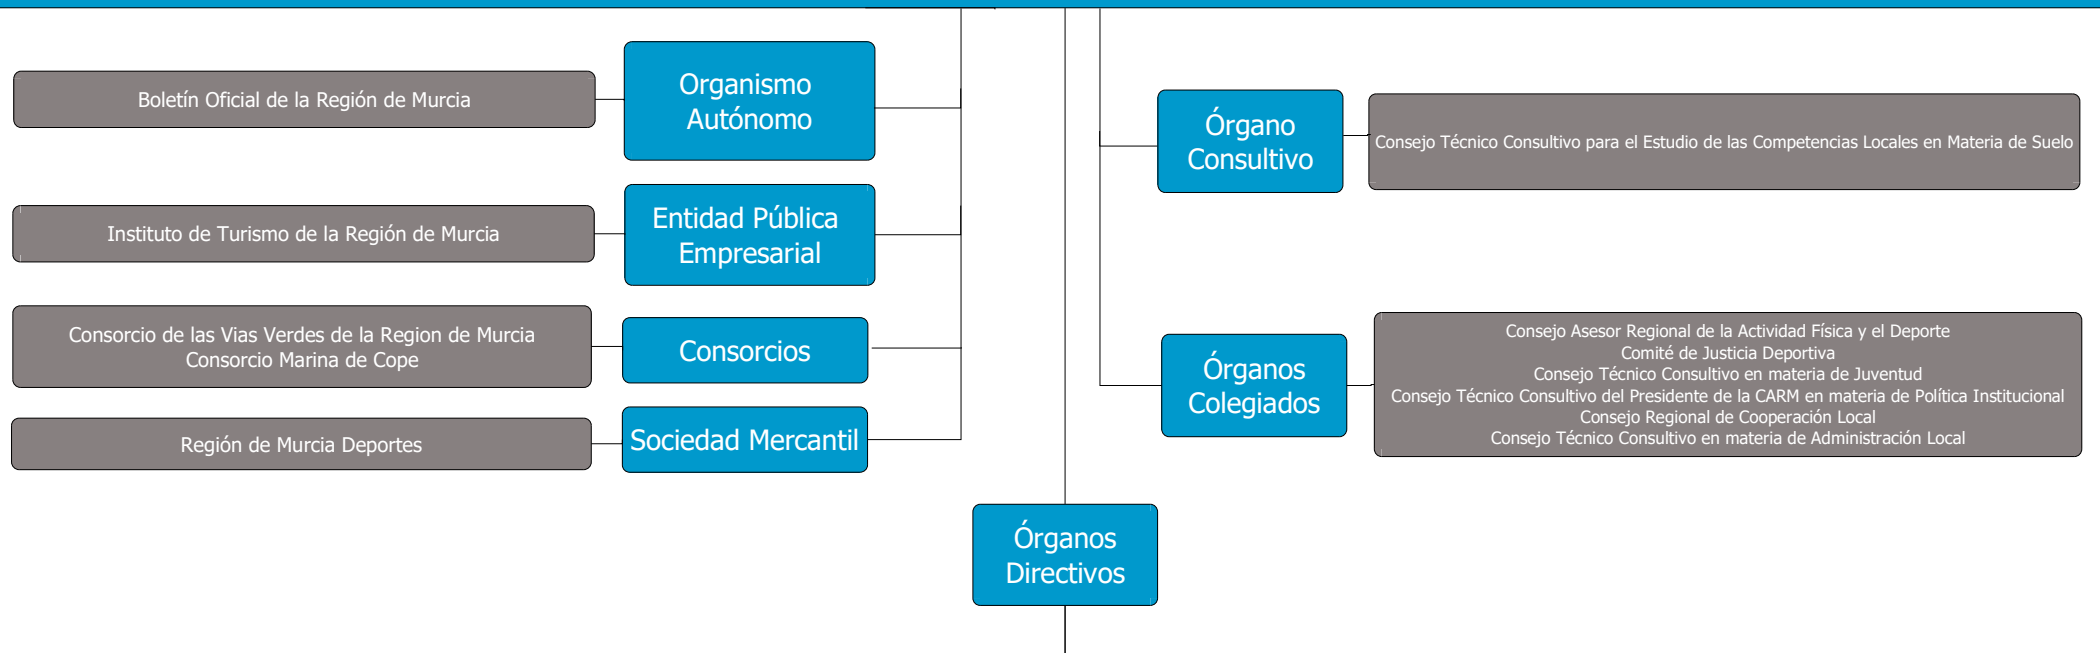 Boletín Oficial de la Región de Murcia
Organismo
Autónomo
Instituto de Turismo de la Región de Murcia
Entidad Pública
Empresarial
Consorcio de las Vias Verdes de la Region de Murcia
Consorcio Marina de Cope
Consorcios
Región de Murcia Deportes
Sociedad Mercantil
Órgano
Consultivo
Consejo Técnico Consultivo para el Estudio de las Competencias Locales en Materia de Suelo
Órganos
Colegiados
Consejo Asesor Regional de la Actividad Física y el Deporte
Comité de Justicia Deportiva
Consejo Técnico Consultivo en materia de Juventud
Consejo Técnico Consultivo del Presidente de la CARM en materia de Política Institucional
Consejo Regional de Cooperación Local
Consejo Técnico Consultivo en materia de Administración Local
Órganos
Directivos